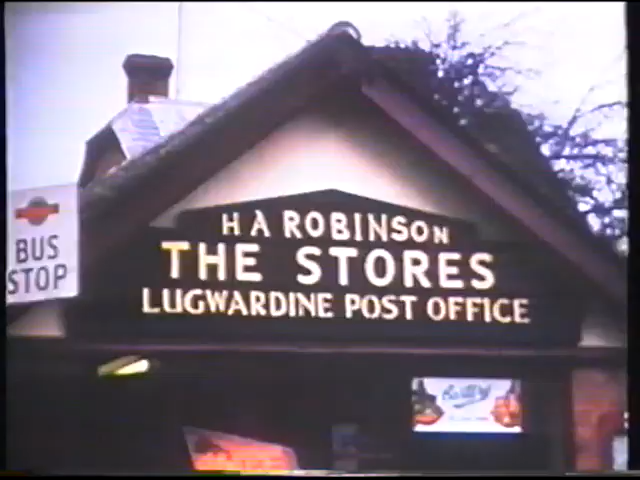 H A ROBINSON
THE STORES
LUGWARDINE POST OFFICE
BUS
STOP